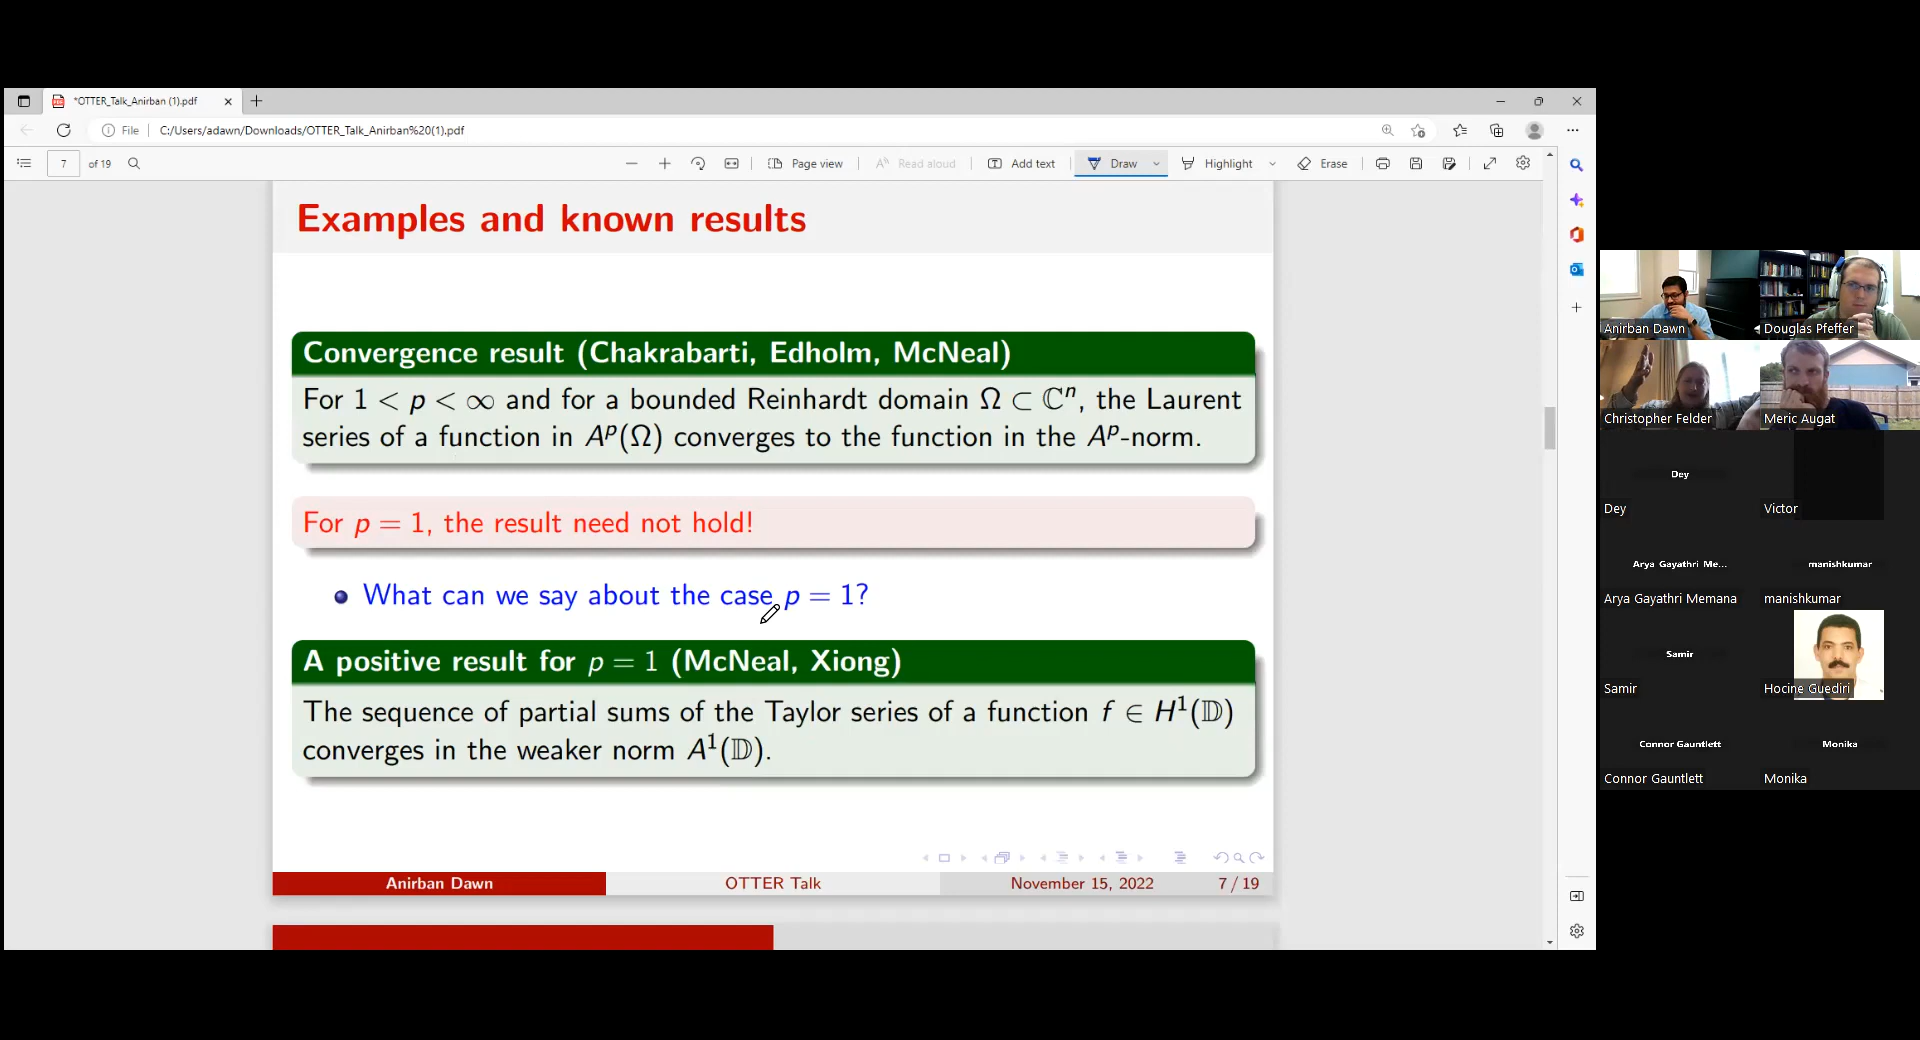 *OTTER_Talk_Anirban (1).pdf
File
C:/Users/adawn/Downloads/OTTER_Talk_Anirban%20(1).pdf
7 of 19
Page view
Read aloud
Add text
Draw
Highlight
Erase
Examples and known results
Convergence result (Chakrabarti, Edholm, McNeal)
For 1 < p < ∞ and for a bounded Reinhardt domain Ω ⊂ ℂⁿ, the Laurent
series of a function in Aᵖ(Ω) converges to the function in the Aᵖ-norm.
For p = 1, the result need not hold!
What can we say about the case p = 1?
A positive result for p = 1 (McNeal, Xiong)
The sequence of partial sums of the Taylor series of a function f ∈ H¹(𝔻)
converges in the weaker norm A¹(𝔻).
Anirban Dawn
OTTER Talk
November 15, 2022
7 / 19
Anirban Dawn
Douglas Pfeffer
Christopher Felder
Meric Augat
Dey
Dey
Victor
Arya Gayathri Me...
Arya Gayathri Memana
manishkumar
manishkumar
Samir
Samir
Hocine Guediri
Connor Gauntlett
Connor Gauntlett
Monika
Monika